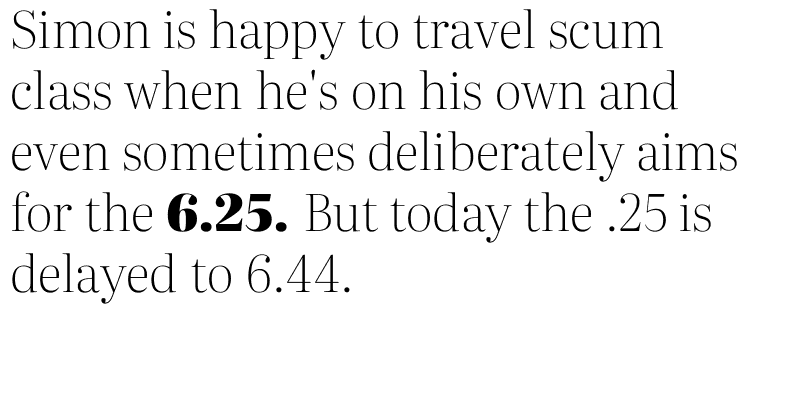 Simon is happy to travel scum
class when he's on his own and
even sometimes deliberately aims
for the 6.25. But today the .25 is
delayed to 6.44.